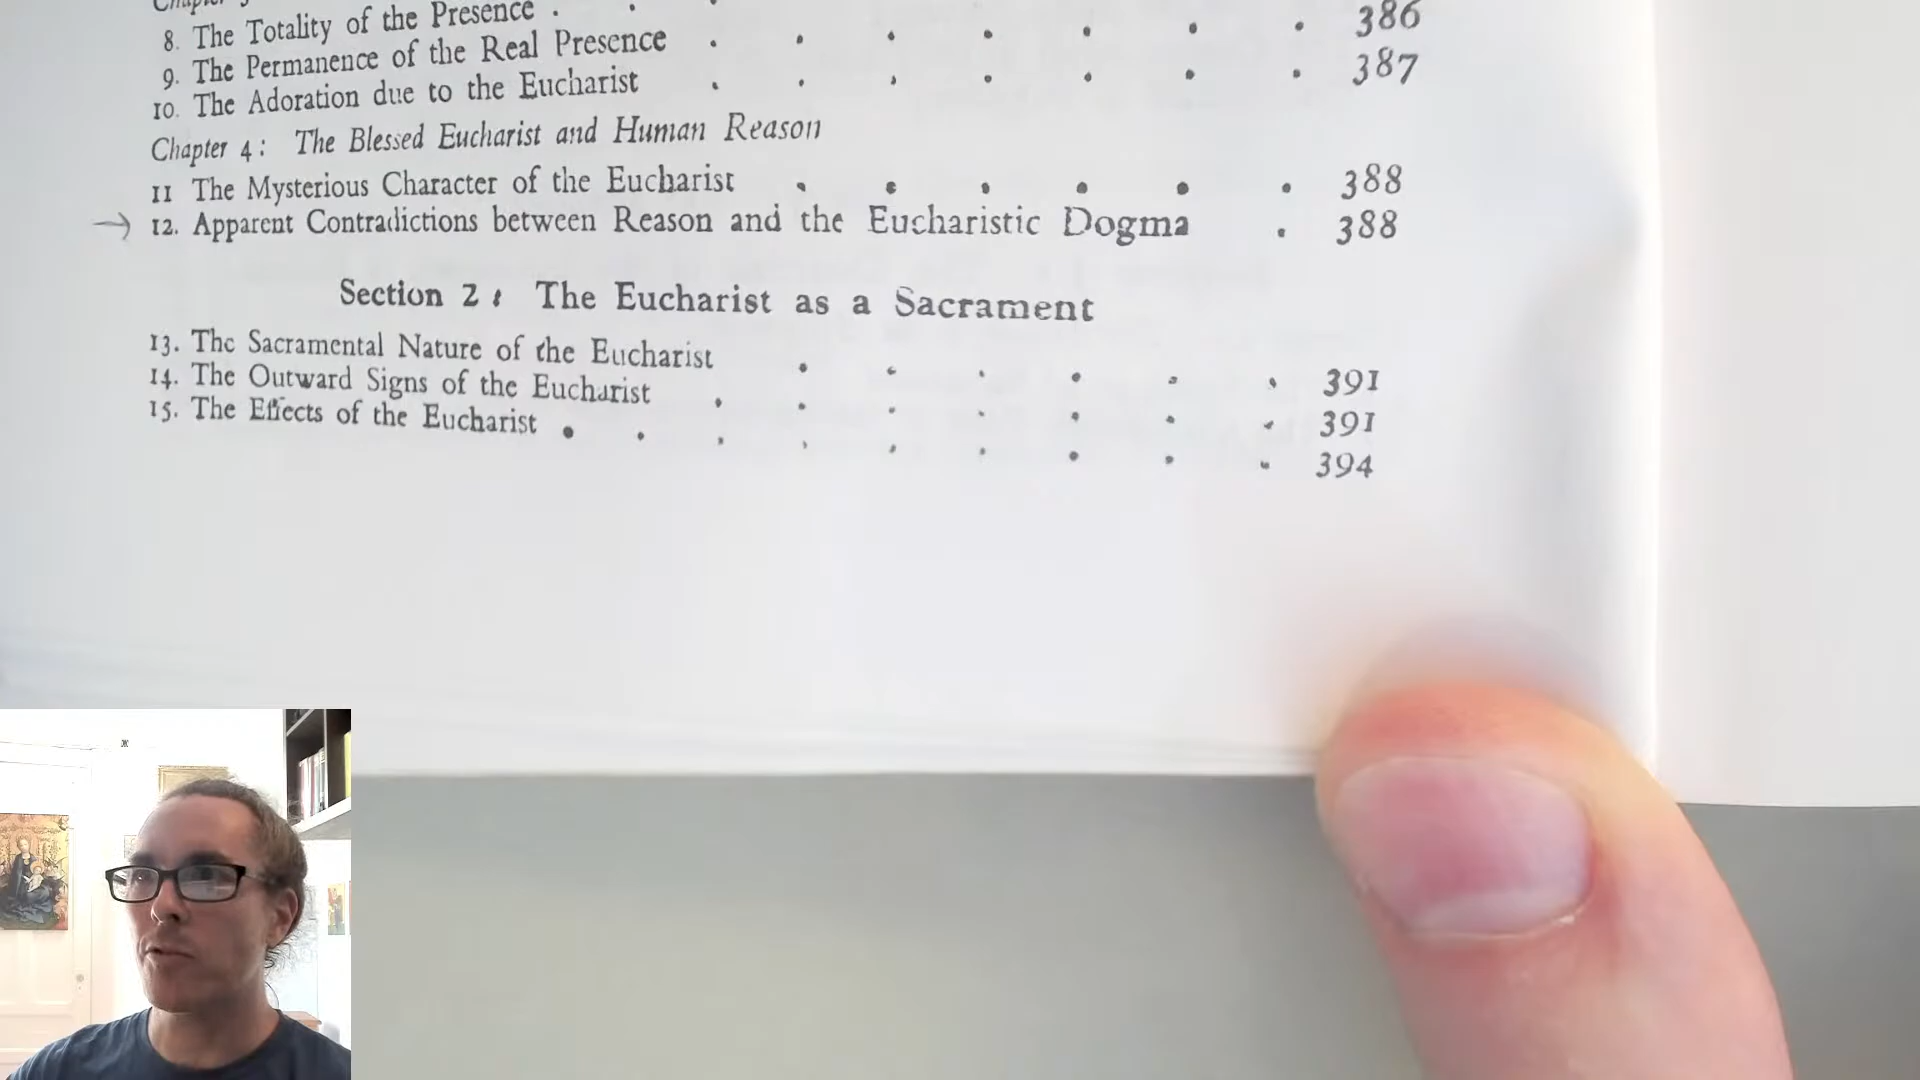 Chapter
8. The Totality of the Presence . . . 386
9. The Permanence of the Real Presence . . . . . . . 387
10. The Adoration due to the Eucharist . . . . . . .
Chapter 4: The Blessed Eucharist and Human Reason
11 The Mysterious Character of the Eucharist . . . . . . 388
→ 12. Apparent Contradictions between Reason and the Eucharistic Dogma . 388
Section 2: The Eucharist as a Sacrament
13. The Sacramental Nature of the Eucharist . . . . . . 391
14. The Outward Signs of the Eucharist . . . . . . . 391
15. The Effects of the Eucharist . . . . . . . . . 394